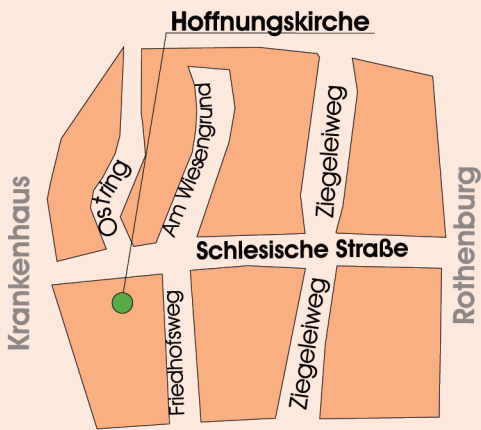 Hoffnungskirche
Ostring
Am Wiesengrund
Ziegeleiweg
Krankenhaus
Rothenburg
Schlesische Straße
Friedhofsweg
Ziegeleiweg